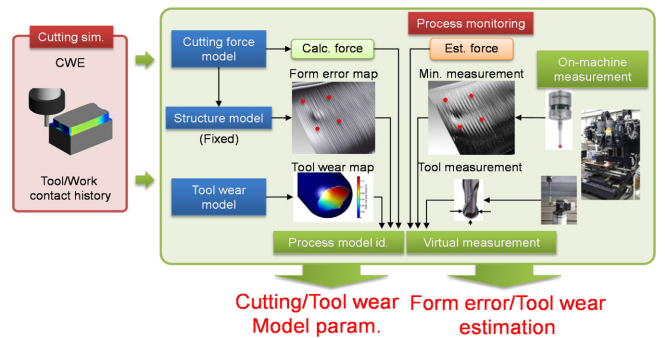 Cutting sim.
CWE
Tool/Work
contact history
Process monitoring
Cutting force
model
Calc. force
Est. force
On-machine
measurement
Form error map
Min. measurement
Structure model
(Fixed)
Tool wear map
Tool measurement
Tool wear
model
Process model id.
Virtual measurement
Cutting/Tool wear
Model param.
Form error/Tool wear
estimation